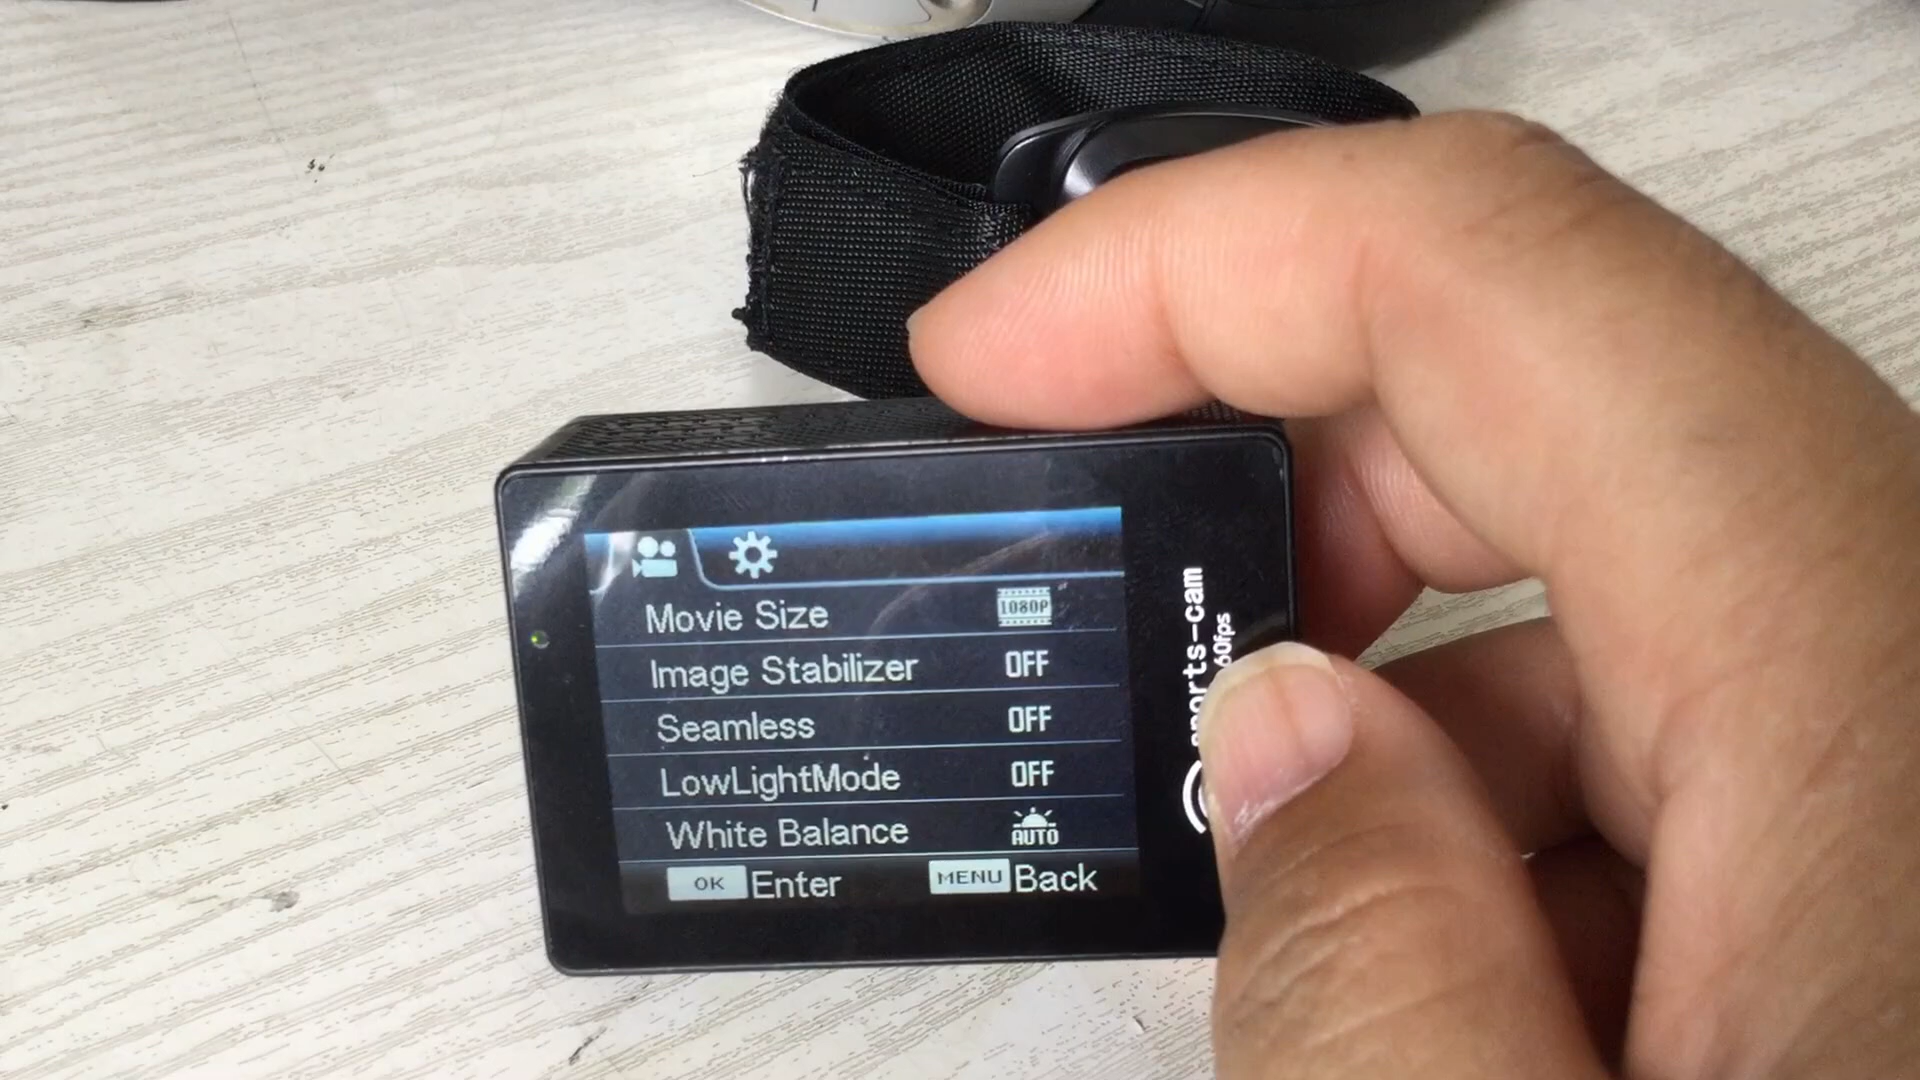 Movie Size 1080P
Image Stabilizer OFF
Seamless OFF
LowLightMode OFF
White Balance AUTO
OK Enter MENU Back
sports-cam
60fps